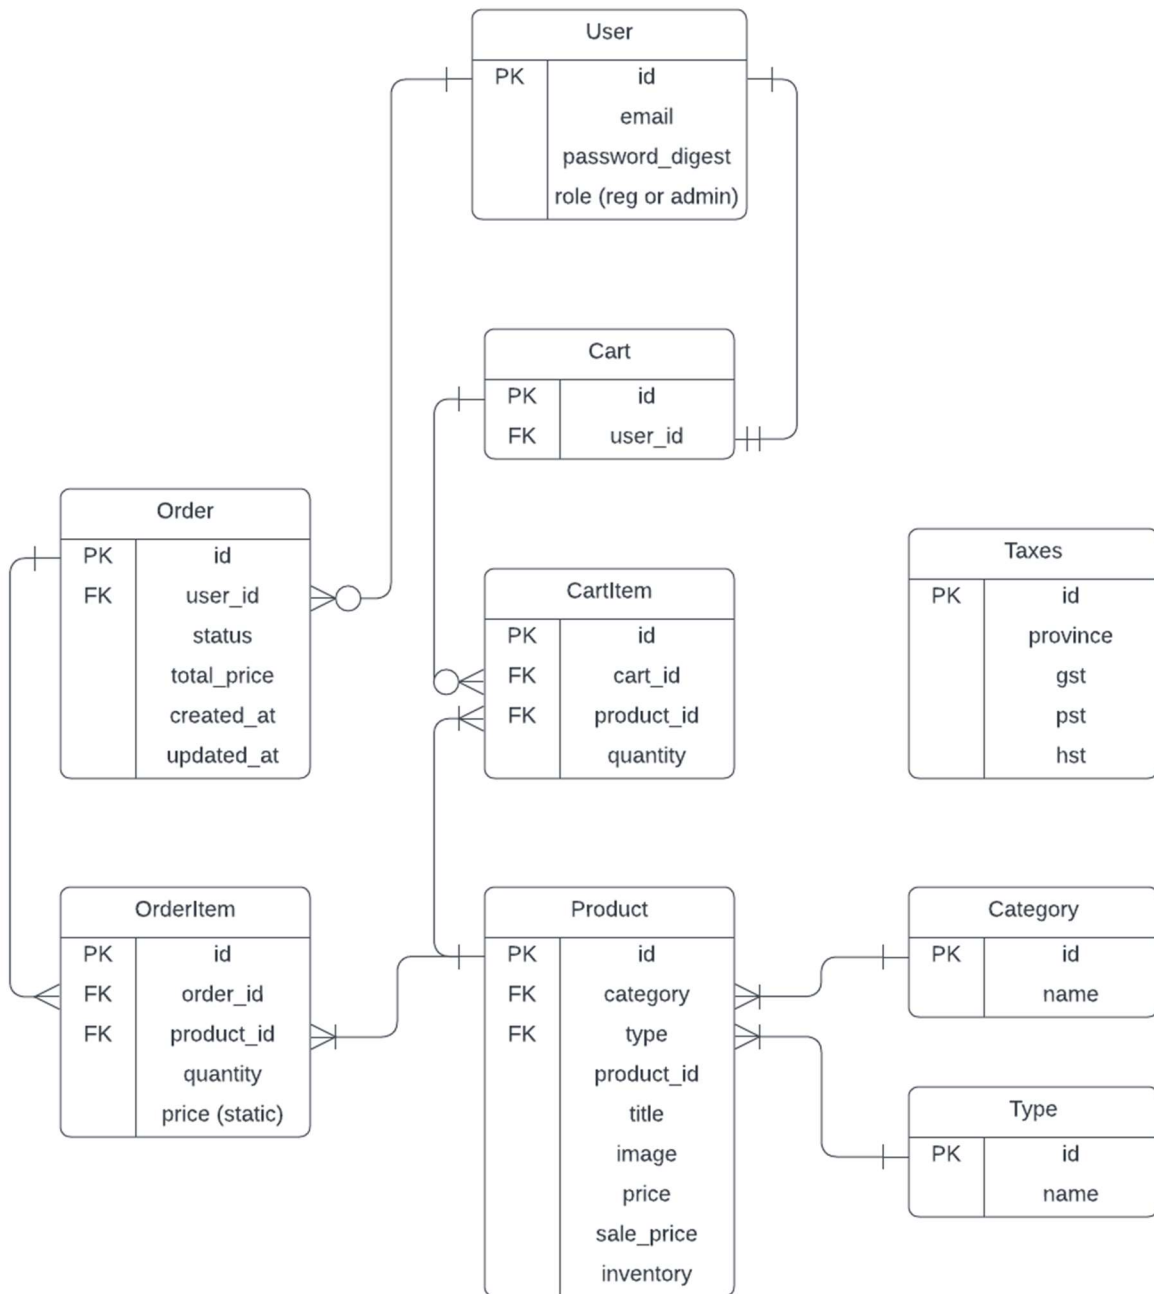 User
PK id
email
password_digest
role (reg or admin)
Cart
PK id
FK user_id
Order
PK id
FK user_id
status
total_price
created_at
updated_at
CartItem
PK id
FK cart_id
FK product_id
quantity
Taxes
PK id
province
gst
pst
hst
OrderItem
PK id
FK order_id
FK product_id
quantity
price (static)
Product
PK id
FK category
FK type
product_id
title
image
price
sale_price
inventory
Category
PK id
name
Type
PK id
name